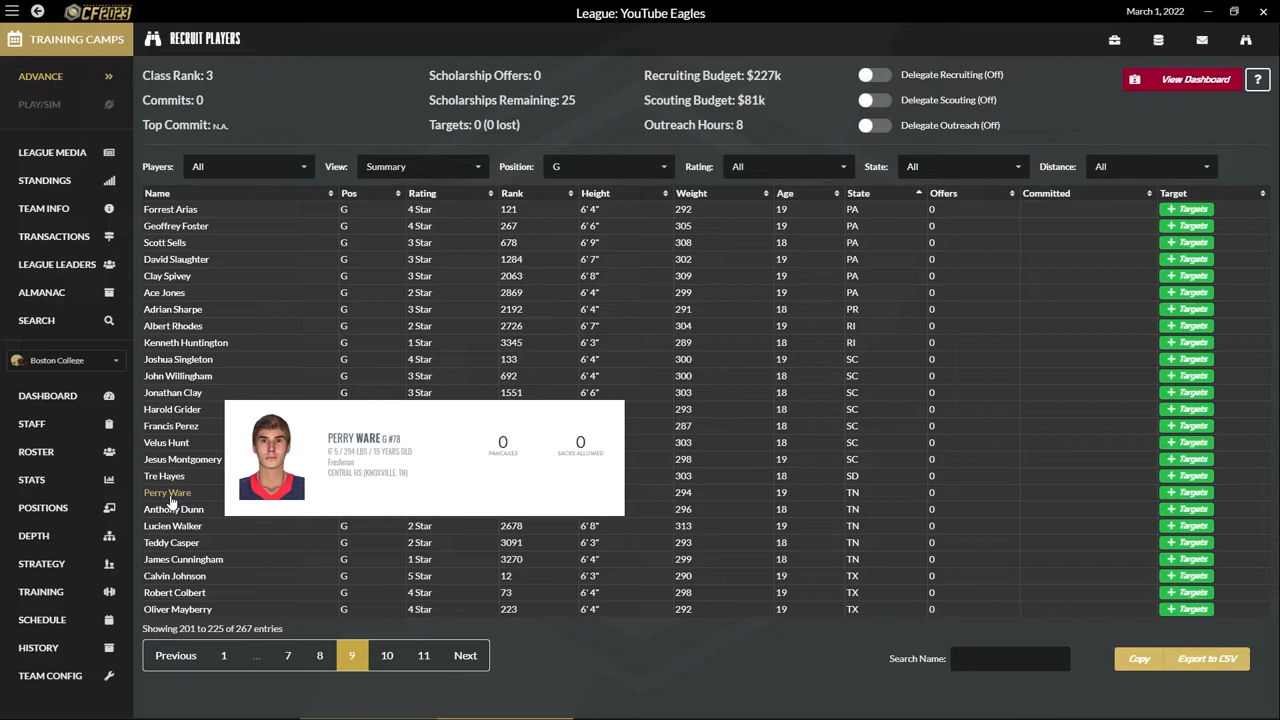 CF2023
League: YouTube Eagles
March 1, 2022
TRAINING CAMPS
RECRUIT PLAYERS
ADVANCE
PLAY/SIM
LEAGUE MEDIA
STANDINGS
TEAM INFO
TRANSACTIONS
LEAGUE LEADERS
ALMANAC
SEARCH
Boston College
DASHBOARD
STAFF
ROSTER
STATS
POSITIONS
DEPTH
STRATEGY
TRAINING
SCHEDULE
HISTORY
TEAM CONFIG
Class Rank: 3 Scholarship Offers: 0 Recruiting Budget: $227k Delegate Recruiting (Off) View Dashboard ?
Commits: 0 Scholarships Remaining: 25 Scouting Budget: $81k Delegate Scouting (Off)
Top Commit: N.A. Targets: 0 (0 lost) Outreach Hours: 8 Delegate Outreach (Off)
Players: All View: Summary Position: G Rating: All State: All Distance: All
Name Pos Rating Rank Height Weight Age State Offers Committed Target
Forrest Arias G 4 Star 121 6' 4" 292 19 PA 0 + Targets
Geoffrey Foster G 4 Star 267 6' 6" 305 19 PA 0 + Targets
Scott Sells G 3 Star 678 6' 9" 308 18 PA 0 + Targets
David Slaughter G 3 Star 1284 6' 7" 302 19 PA 0 + Targets
Clay Spivey G 3 Star 2063 6' 8" 309 18 PA 0 + Targets
Ace Jones G 2 Star 2869 6' 4" 299 19 PA 0 + Targets
Adrian Sharpe G 3 Star 2192 6' 4" 291 18 PR 0 + Targets
Albert Rhodes G 2 Star 2726 6' 7" 304 19 RI 0 + Targets
Kenneth Huntington G 1 Star 3345 6' 3" 299 18 RI 0 + Targets
Joshua Singleton G 4 Star 133 6' 4" 300 19 SC 0 + Targets
John Willingham G 3 Star 692 6' 4" 300 18 SC 0 + Targets
Jonathan Clay G 3 Star 1551 6' 6" 303 18 SC 0 + Targets
Harold Grider 293 18 SC 0 + Targets
Francis Perez 287 18 SC 0 + Targets
Velus Hunt 303 18 SC 0 + Targets
Jesus Montgomery 299 18 SC 0 + Targets
Tre Hayes 303 18 SD 0 + Targets
Perry Ware 294 19 TN 0 + Targets
Anthony Dunn 296 18 TN 0 + Targets
Lucien Walker G 2 Star 2678 6' 8" 313 19 TN 0 + Targets
Teddy Casper G 2 Star 3091 6' 3" 293 19 TN 0 + Targets
James Cunningham G 1 Star 3270 6' 4" 299 18 TN 0 + Targets
Calvin Johnson G 5 Star 12 6' 3" 290 19 TX 0 + Targets
Robert Colbert G 4 Star 73 6' 4" 298 19 TX 0 + Targets
Oliver Mayberry G 4 Star 223 6' 4" 292 19 TX 0 + Targets
PERRY WARE G #78
6' 5 / 294 LBS / 19 YEARS OLD
Freshman
CENTRAL HS (KNOXVILLE, TN)
0 0
PANCAKES SACKS ALLOWED
Showing 201 to 225 of 267 entries
Previous 1 ... 7 8 9 10 11 Next
Search Name:
Copy Export to CSV